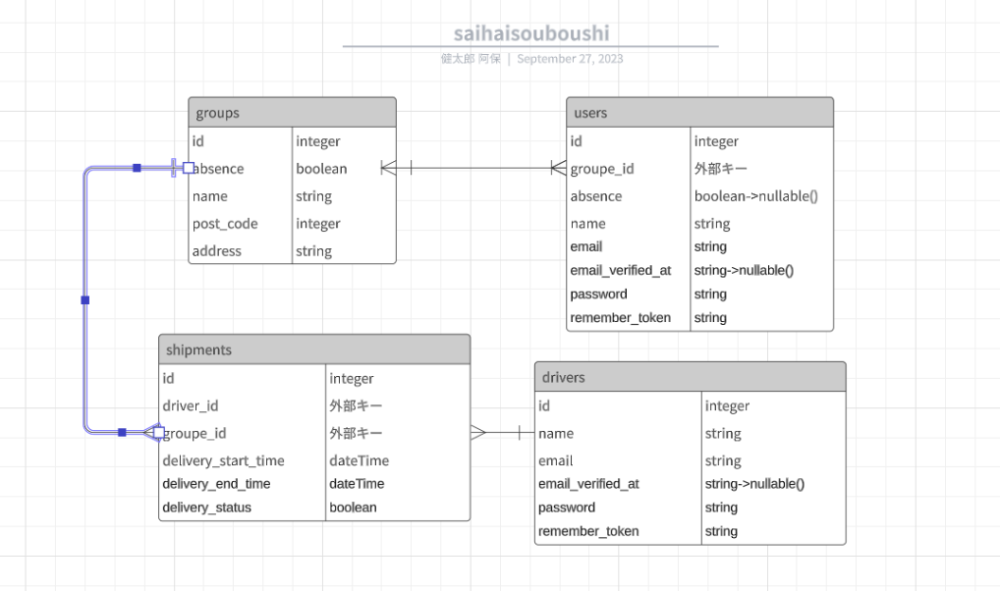 saihaisouboushi
健太郎 阿保 | September 27, 2023
groups
id integer
absence boolean
name string
post_code integer
address string
users
id integer
groupe_id 外部キー
absence boolean->nullable()
name string
email string
email_verified_at string->nullable()
password string
remember_token string
shipments
id integer
driver_id 外部キー
groupe_id 外部キー
delivery_start_time dateTime
delivery_end_time dateTime
delivery_status boolean
drivers
id integer
name string
email string
email_verified_at string->nullable()
password string
remember_token string